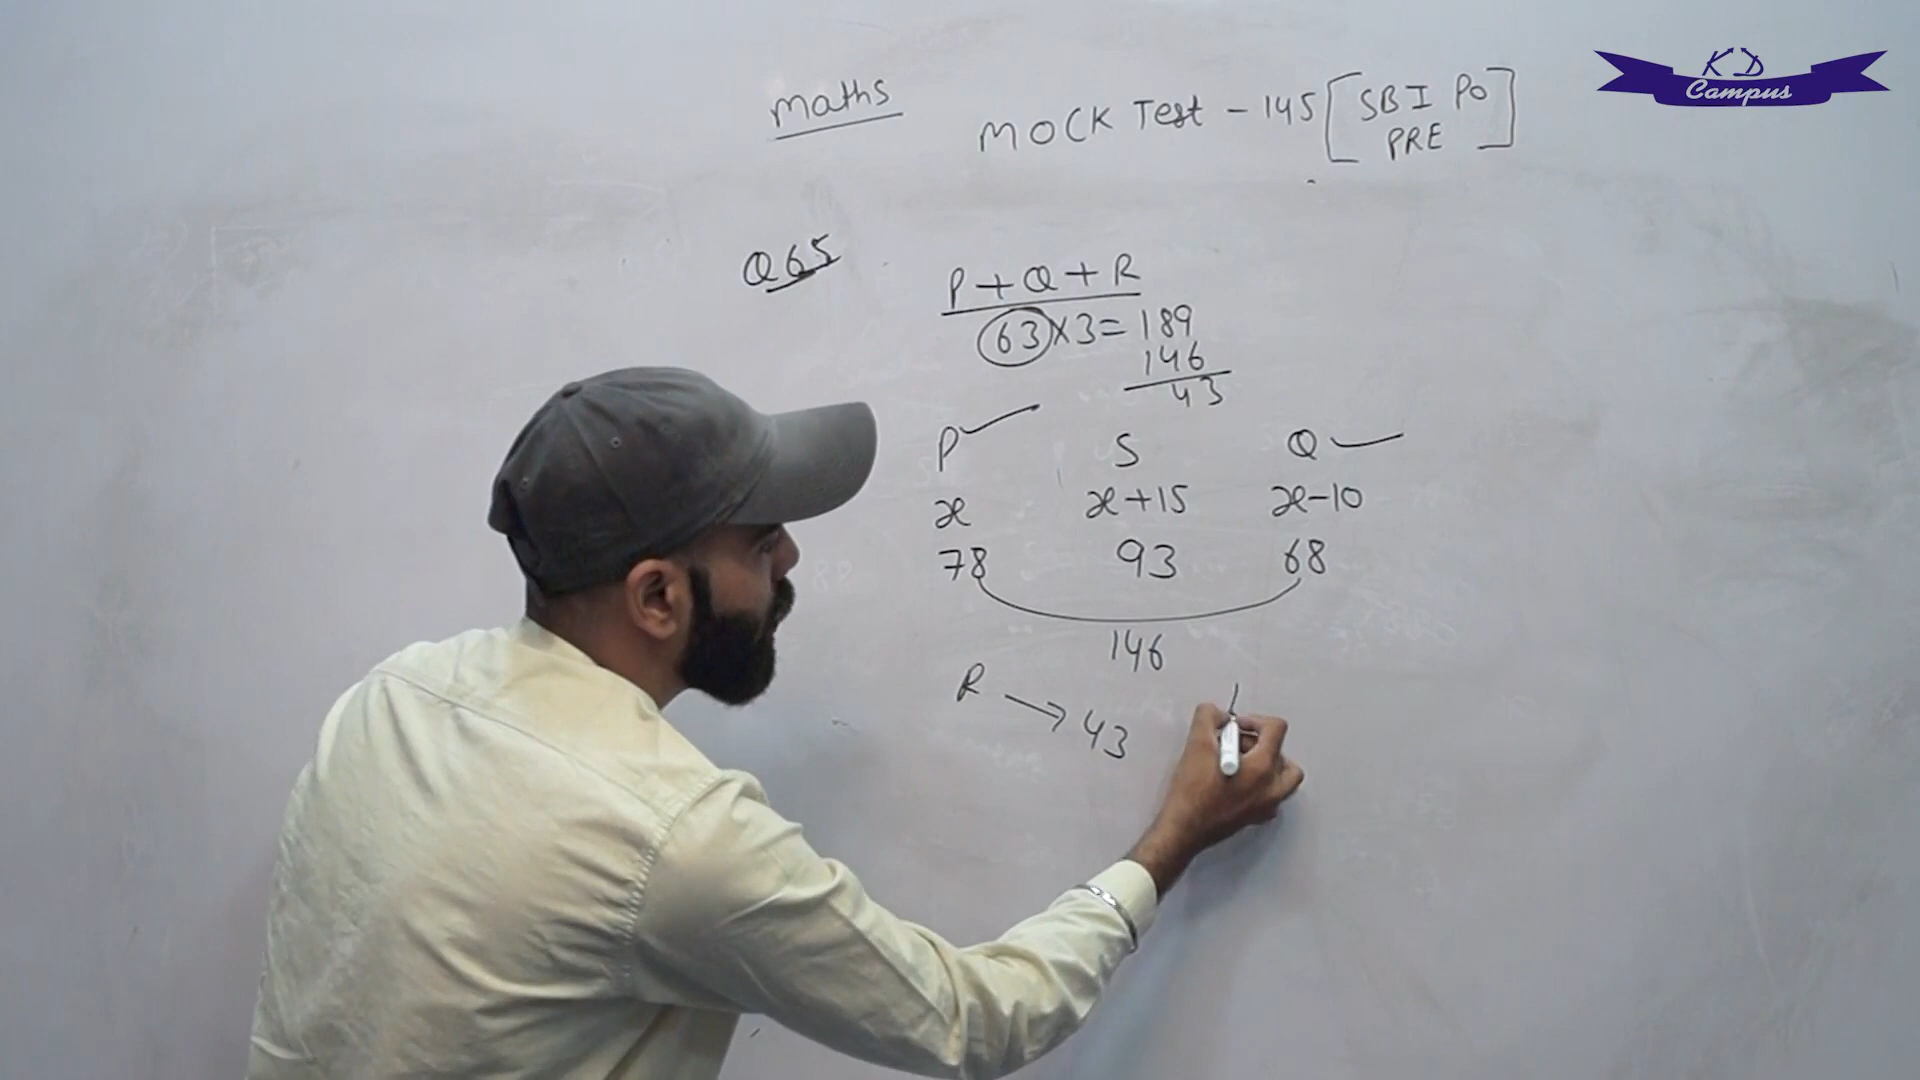 KD
Campus
Maths
MOCK Test - 145 [SBI PO
PRE]
Q65
P + Q + R
63 × 3 = 189
146
43
P S Q
x x+15 x-10
78 93 68
146
R → 43